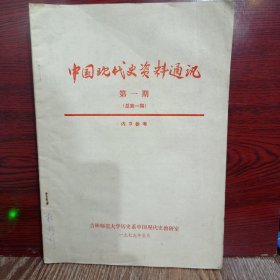 中国现代史资料通讯
第一期
(总第一期)
内部参考
吉林师范大学历史系中国现代史教研室
一九七九年五月